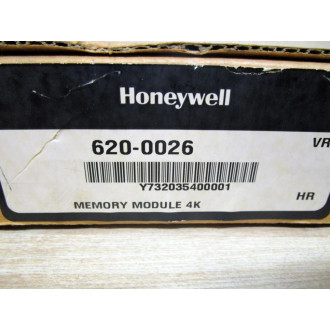 Honeywell
620-0026
VR
Y732035400001
MEMORY MODULE 4K
HR